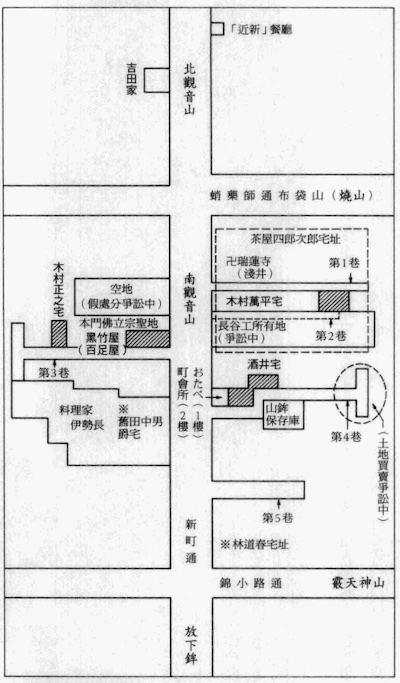 「近新」餐廳
吉田家
北觀音山
蛸藥師通布袋山(燒山)
茶屋四郎次郎宅址
卍瑞蓮寺
(淺井)
第1巷
木村正之宅
空地
(假處分爭訟中)
南觀音山
木村萬平宅
本門佛立宗聖地
黑竹屋
(百足屋)
長谷工所有地
(爭訟中)
第2巷
第3巷
酒井宅
おたべ(1樓)
町會所(2樓)
料理家
伊勢長
※
舊田中男
爵宅
山鉾
保存庫
第4巷
(土地買賣爭訟中)
第5巷
新町通
※林道春宅址
錦小路通
霰天神山
放下鉾